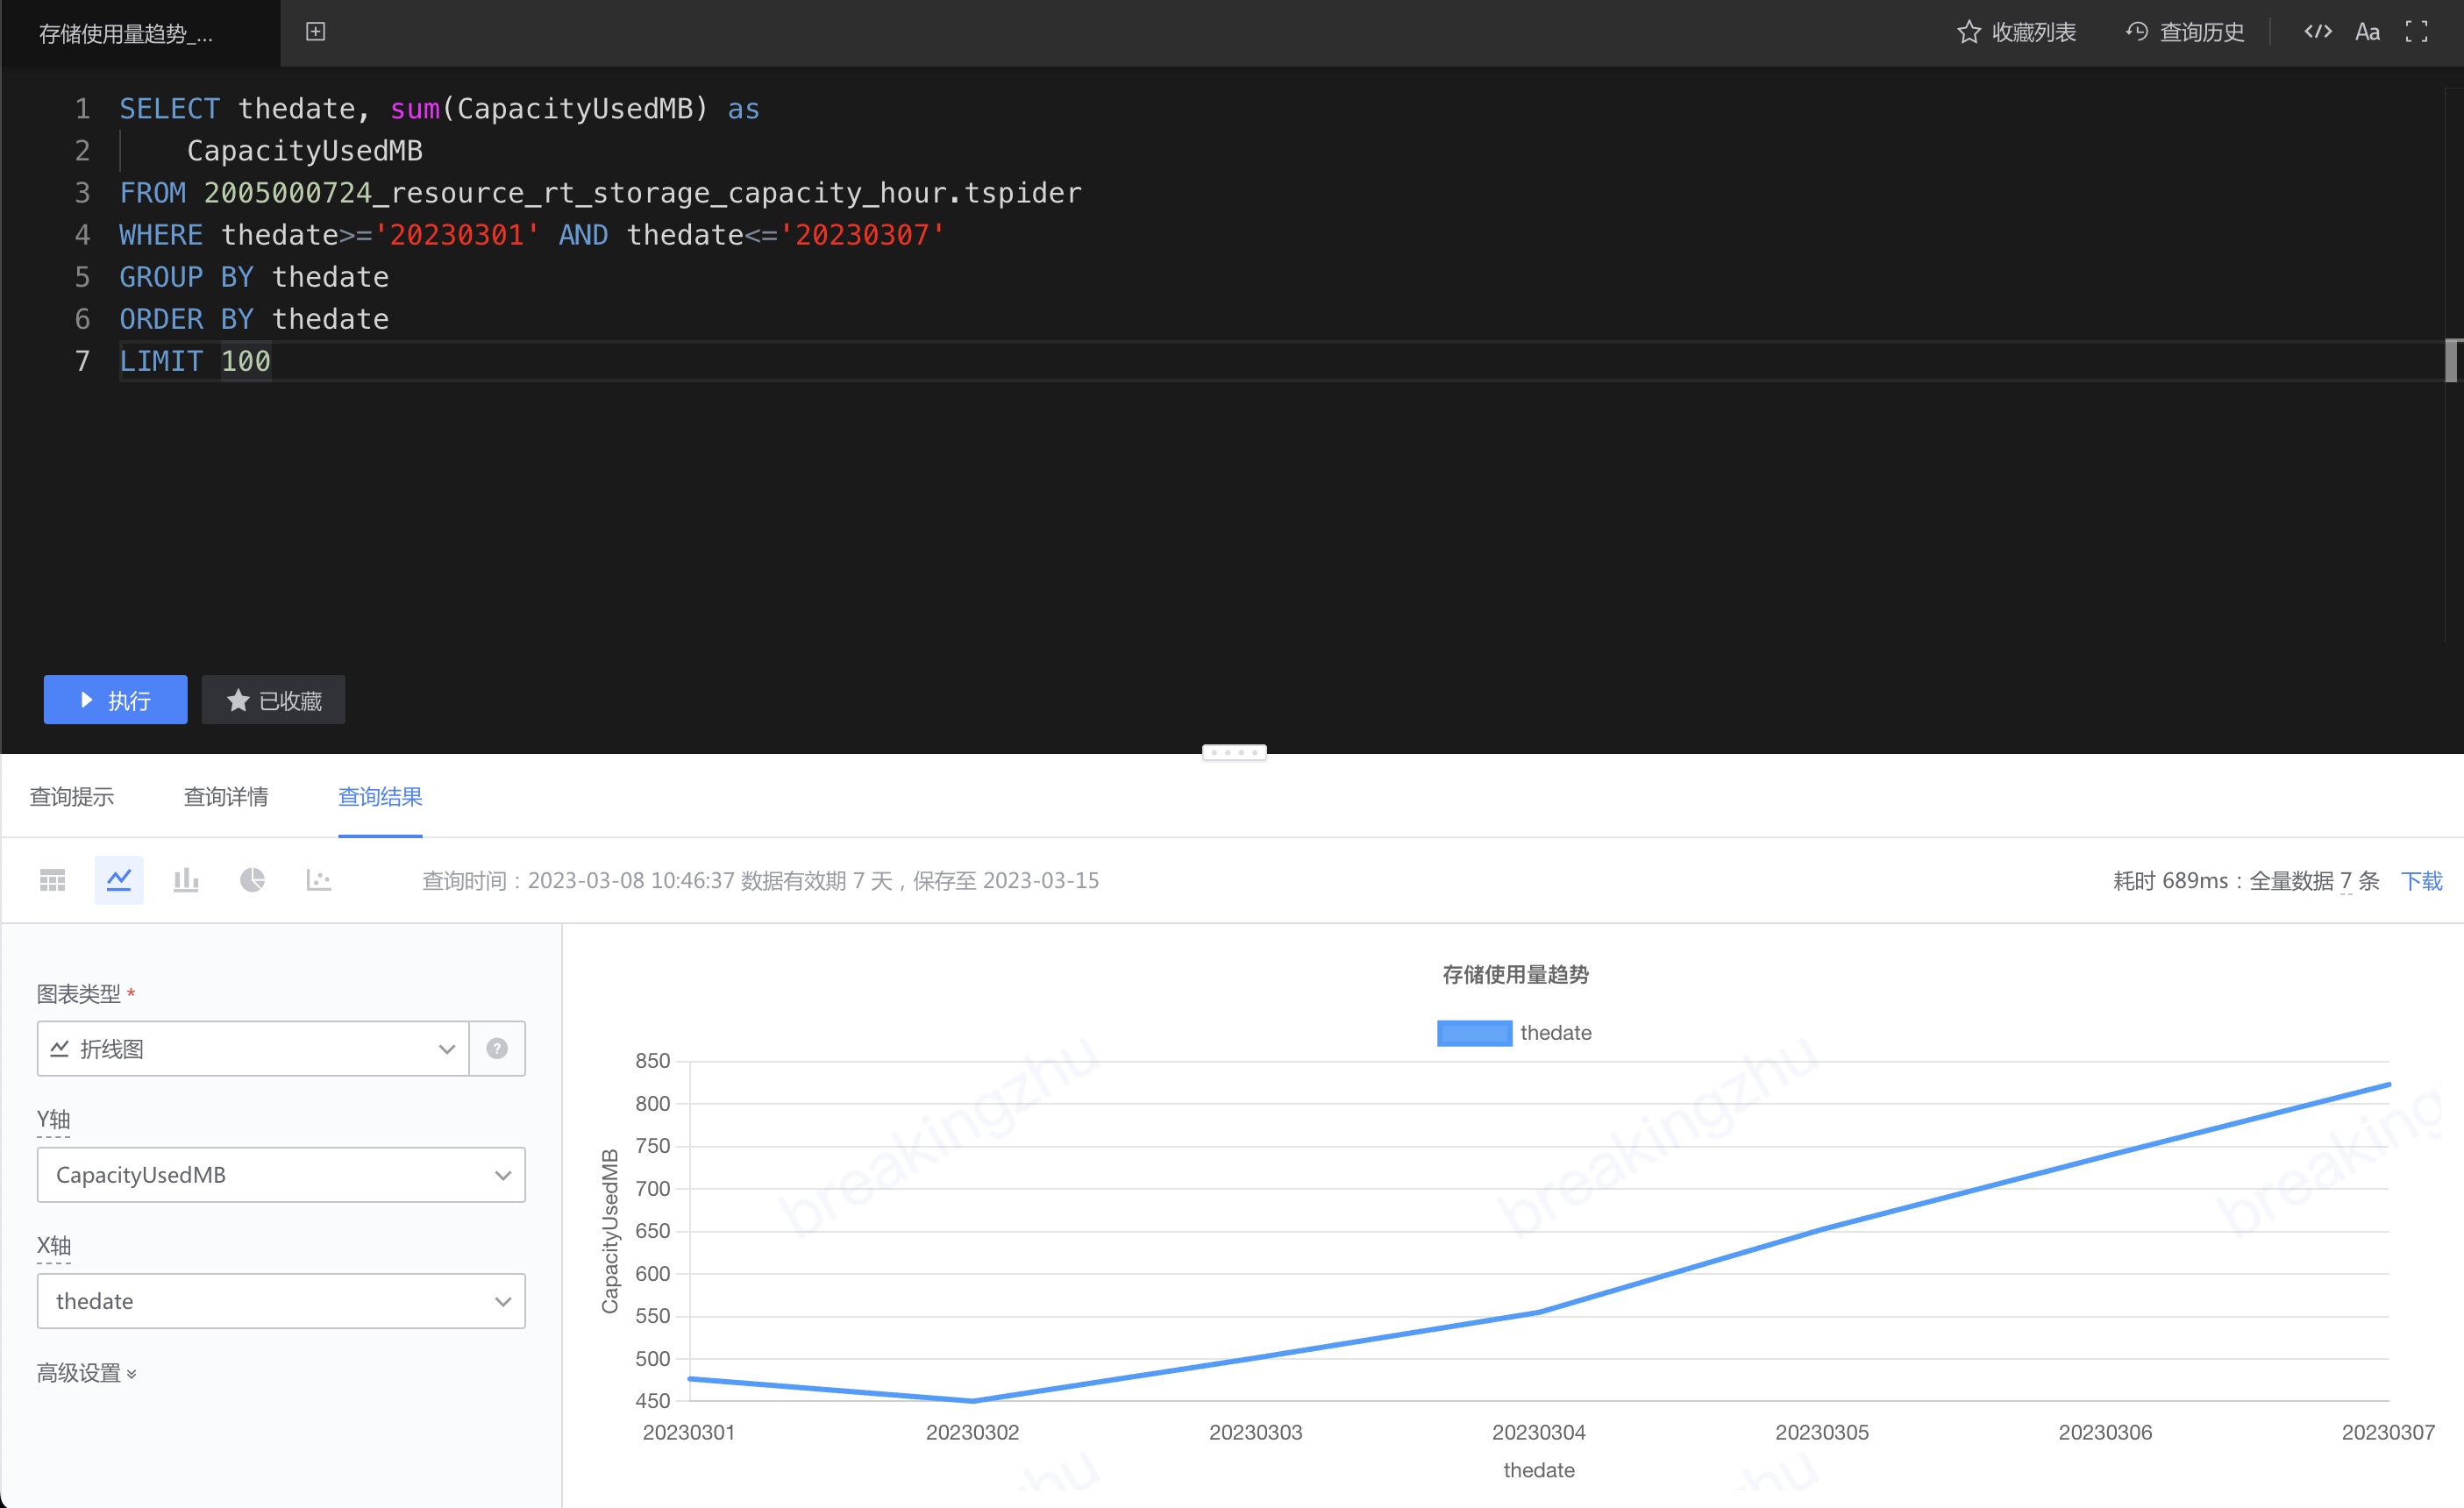 存储使用量趋势_...
收藏列表
查询历史
Aa
1 SELECT thedate, sum(CapacityUsedMB) as
2 CapacityUsedMB
3 FROM 2005000724_resource_rt_storage_capacity_hour.tspider
4 WHERE thedate>='20230301' AND thedate<='20230307'
5 GROUP BY thedate
6 ORDER BY thedate
7 LIMIT 100
执行
已收藏
查询提示 查询详情 查询结果
查询时间：2023-03-08 10:46:37 数据有效期 7 天，保存至 2023-03-15
耗时 689ms：全量数据 7 条 下载
图表类型 *
折线图
?
Y轴
CapacityUsedMB
X轴
thedate
高级设置
存储使用量趋势
thedate
850
800
750
700
650
600
550
500
450
CapacityUsedMB
20230301 20230302 20230303 20230304 20230305 20230306 20230307
thedate
breakingzhu
breakingzhu
breaking
hu
hu